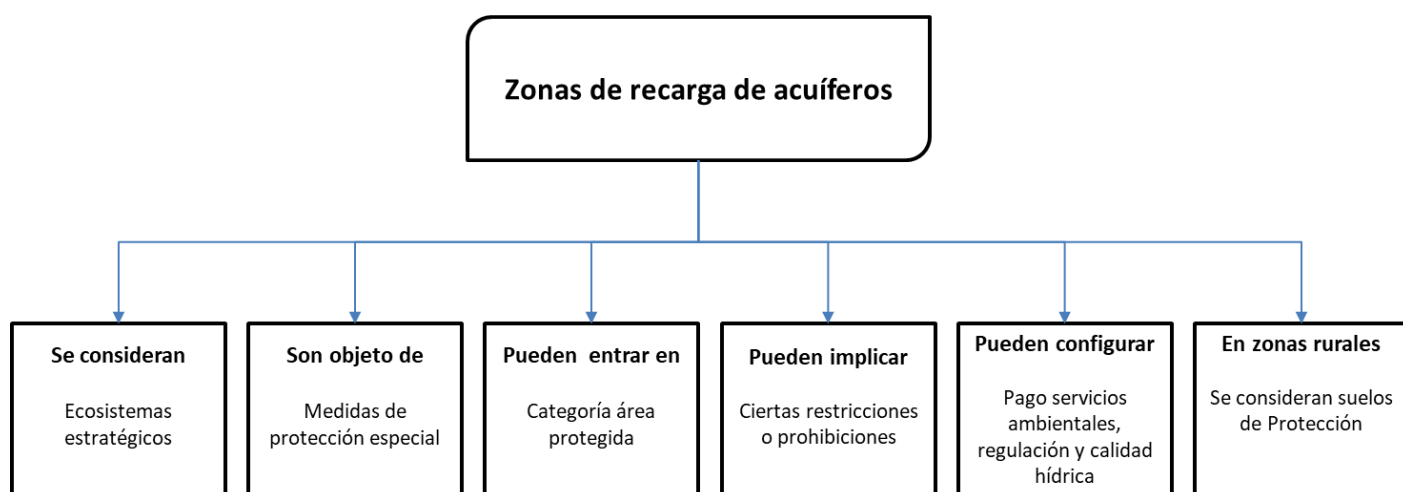 Zonas de recarga de acuíferos
Se consideran
Ecosistemas
estratégicos
Son objeto de
Medidas de
protección especial
Pueden entrar en
Categoría área
protegida
Pueden implicar
Ciertas restricciones
o prohibiciones
Pueden configurar
Pago servicios
ambientales,
regulación y calidad
hídrica
En zonas rurales
Se consideran suelos
de Protección